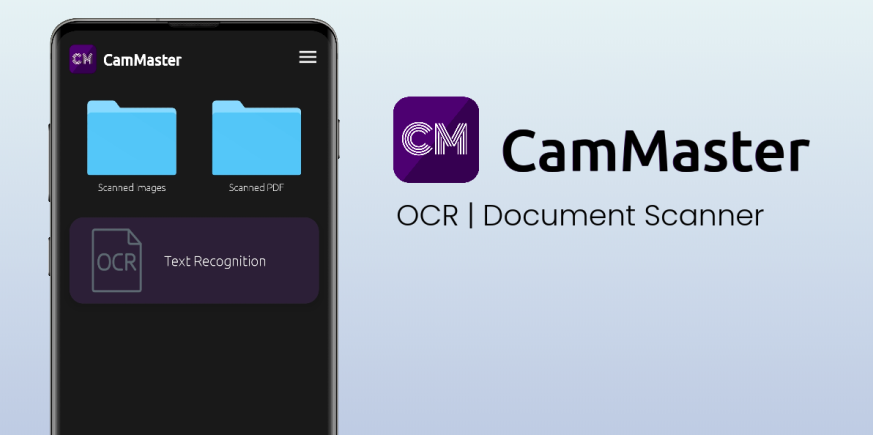 CM CamMaster
Scanned Images
Scanned PDF
OCR
Text Recognition
CM
CamMaster
OCR | Document Scanner